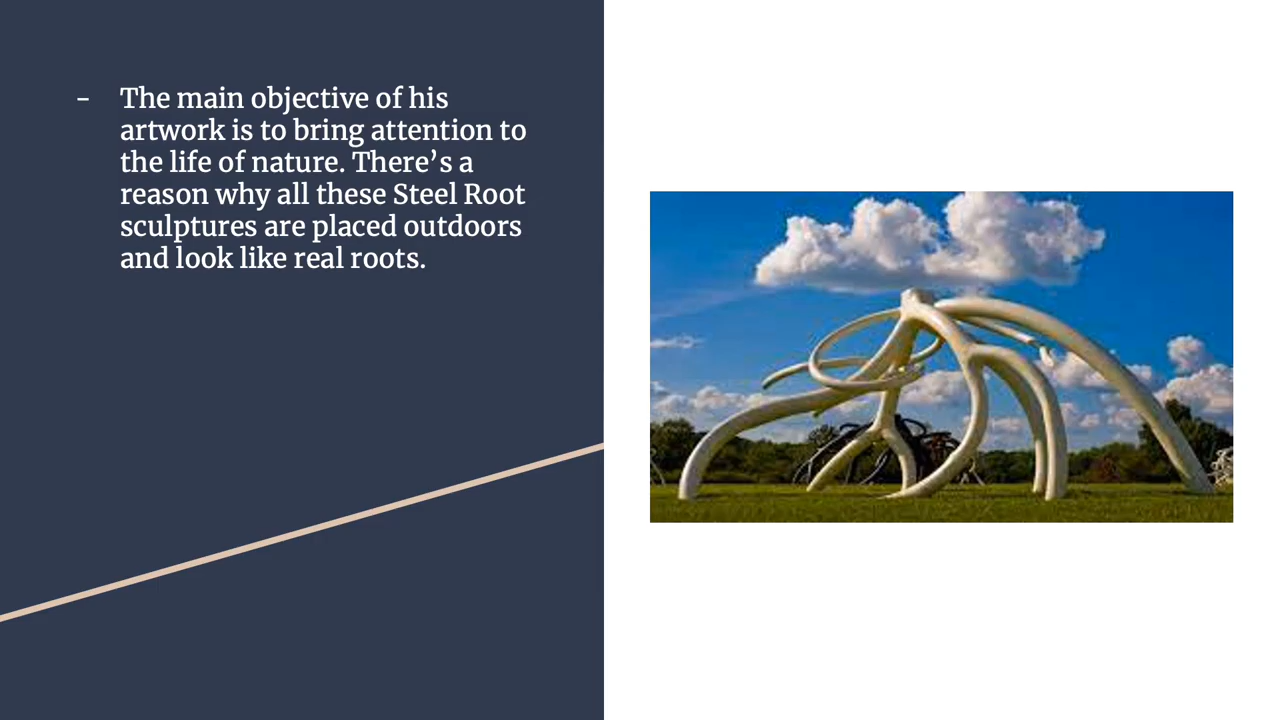 - The main objective of his
artwork is to bring attention to
the life of nature. There’s a
reason why all these Steel Root
sculptures are placed outdoors
and look like real roots.